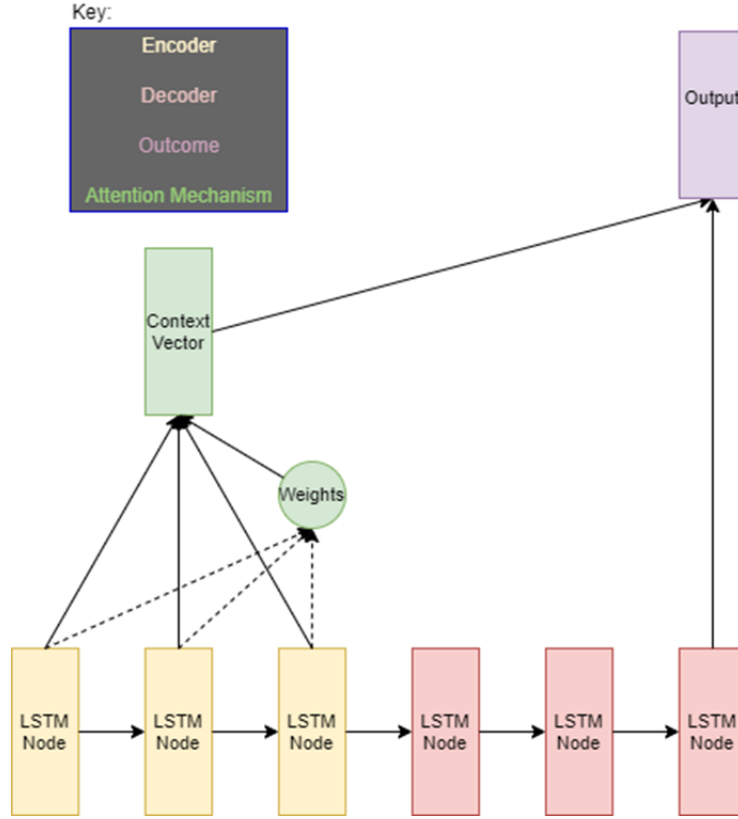 Key:
Encoder
Decoder
Outcome
Attention Mechanism
Output
Context
Vector
Weights
LSTM
Node
LSTM
Node
LSTM
Node
LSTM
Node
LSTM
Node
LSTM
Node